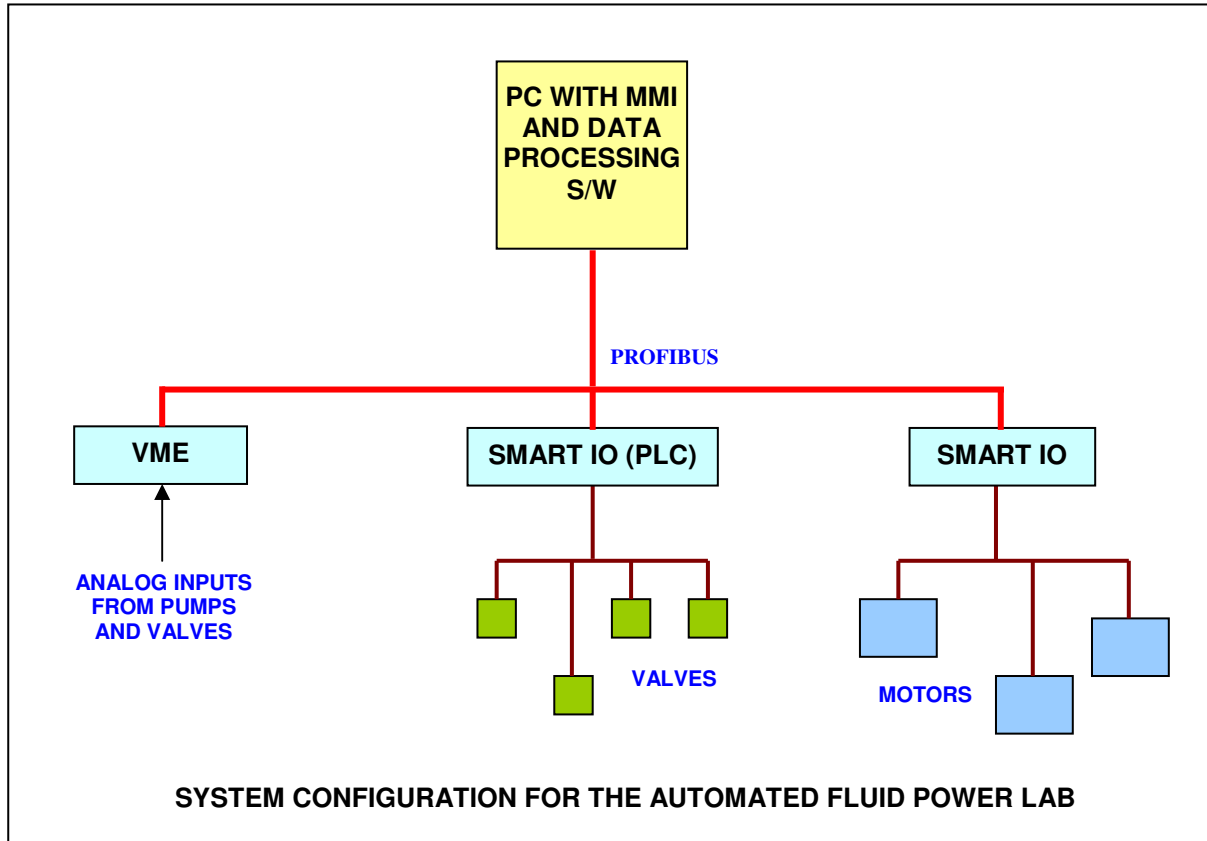 PC WITH MMI
AND DATA
PROCESSING
S/W
PROFIBUS
VME
SMART IO (PLC)
SMART IO
ANALOG INPUTS
FROM PUMPS
AND VALVES
VALVES
MOTORS
SYSTEM CONFIGURATION FOR THE AUTOMATED FLUID POWER LAB